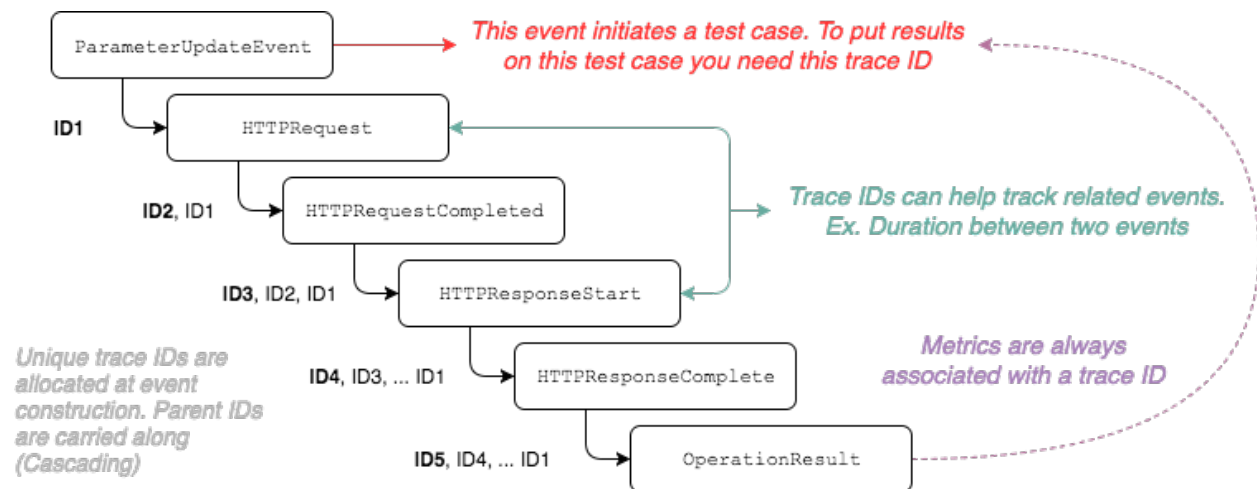 ParameterUpdateEvent
This event initiates a test case. To put results
on this test case you need this trace ID
ID1
HTTPRequest
ID2, ID1
HTTPRequestCompleted
Trace IDs can help track related events.
Ex. Duration between two events
ID3, ID2, ID1
HTTPResponseStart
Unique trace IDs are
allocated at event
construction. Parent IDs
are carried along
(Cascading)
ID4, ID3, ... ID1
HTTPResponseComplete
Metrics are always
associated with a trace ID
ID5, ID4, ... ID1
OperationResult